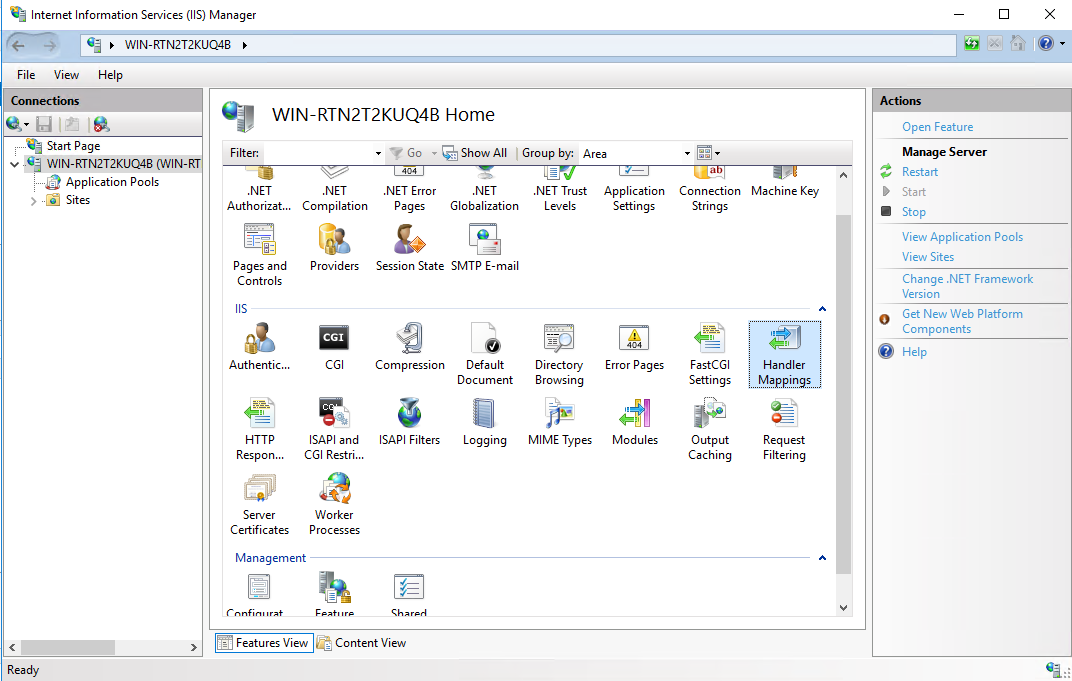 Internet Information Services (IIS) Manager
WIN-RTN2T2KUQ4B
File View Help
Connections
Start Page
WIN-RTN2T2KUQ4B (WIN-RT
Application Pools
Sites
WIN-RTN2T2KUQ4B Home
Filter: Go Show All Group by: Area
.NET Authorizat...
.NET Compilation
404
.NET Error Pages
.NET Globalization
.NET Trust Levels
Application Settings
ab
Connection Strings
Machine Key
Pages and Controls
Providers
Session State
SMTP E-mail
IIS
Authentic...
CGI
CGI
Compression
Default Document
Directory Browsing
404
Error Pages
FastCGI Settings
Handler Mappings
HTTP Respon...
ISAPI and CGI Restri...
ISAPI Filters
Logging
MIME Types
Modules
Output Caching
Request Filtering
Server Certificates
Worker Processes
Management
Configurat
Feature
Shared
Features View
Content View
Actions
Open Feature
Manage Server
Restart
Start
Stop
View Application Pools
View Sites
Change .NET Framework
Version
Get New Web Platform
Components
Help
Ready